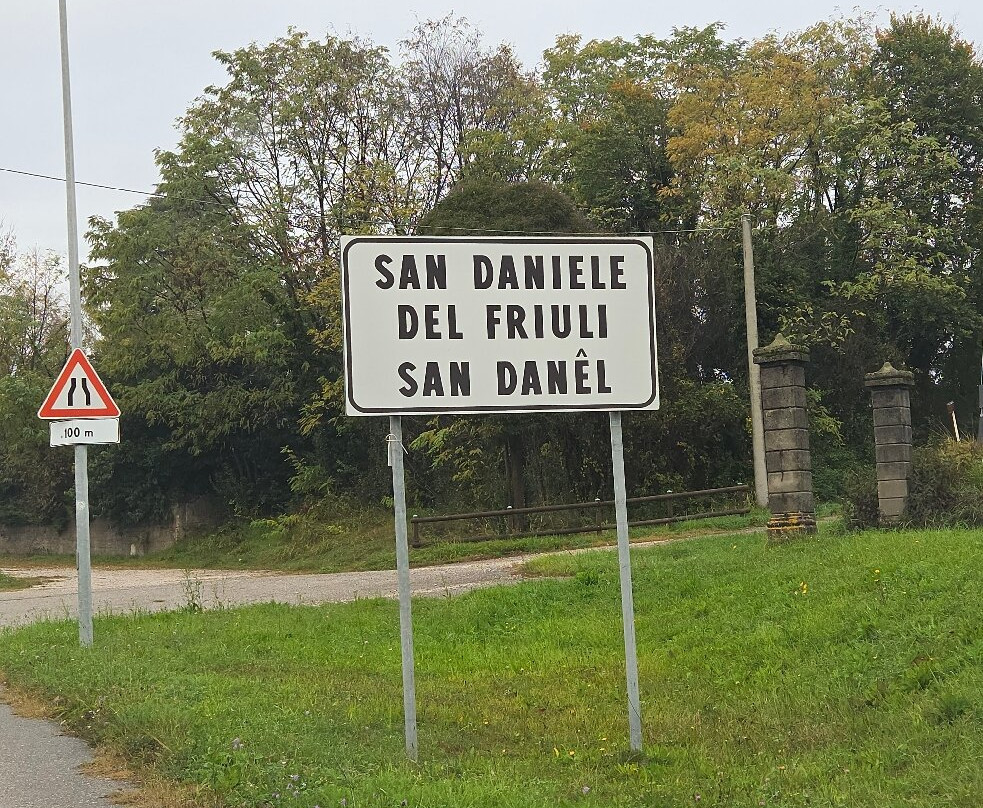 SAN DANIELE
DEL FRIULI
SAN DANÊL
100 m